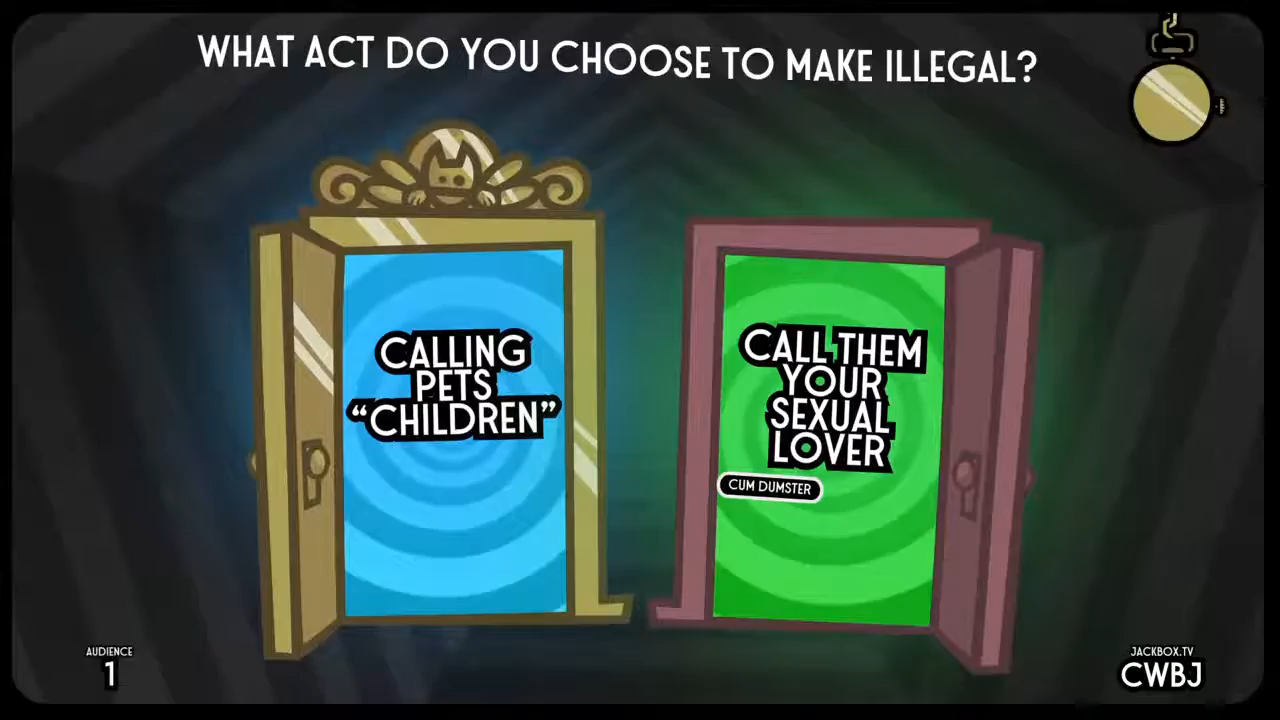 WHAT ACT DO YOU CHOOSE TO MAKE ILLEGAL?
CALLING
PETS
“CHILDREN”
CALL THEM
YOUR
SEXUAL
LOVER
CUM DUMSTER
AUDIENCE
1
JACKBOX.TV
CWBJ